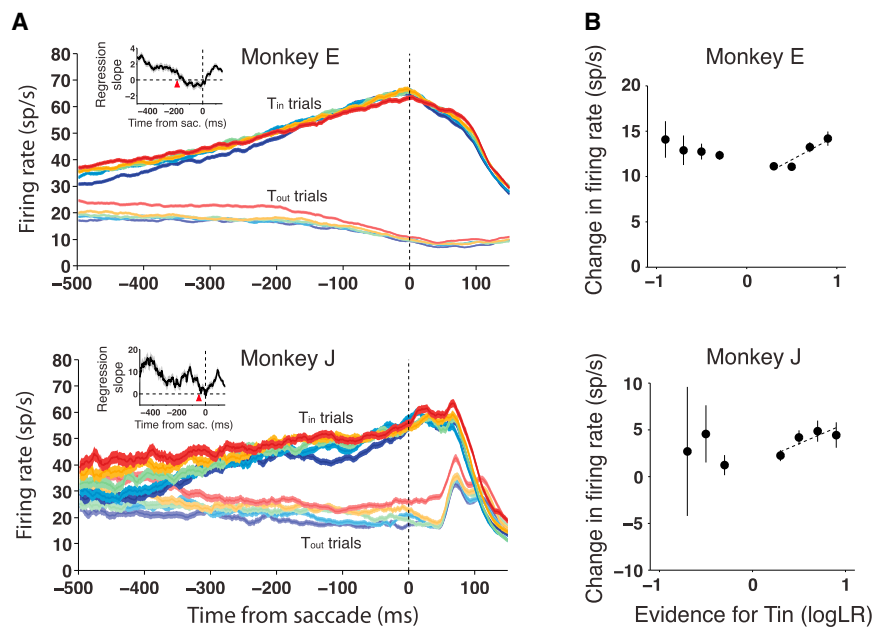 A
Monkey E
Firing rate (sp/s)
80
70
60
50
40
30
20
10
0
−500
−400
−300
−200
−100
0
100
Tin trials
Tout trials
Regression
slope
4
2
0
−2
−400
−200
0
Time from sac. (ms)
Monkey J
Firing rate (sp/s)
80
70
60
50
40
30
20
10
0
−500
−400
−300
−200
−100
0
100
Time from saccade (ms)
Tin trials
Tout trials
Regression
slope
20
10
0
−400
−200
0
Time from sac. (ms)
B
Monkey E
Change in firing rate (sp/s)
20
15
10
5
0
−1
0
1
Monkey J
Change in firing rate (sp/s)
10
5
0
−5
−10
−1
0
1
Evidence for Tin (logLR)